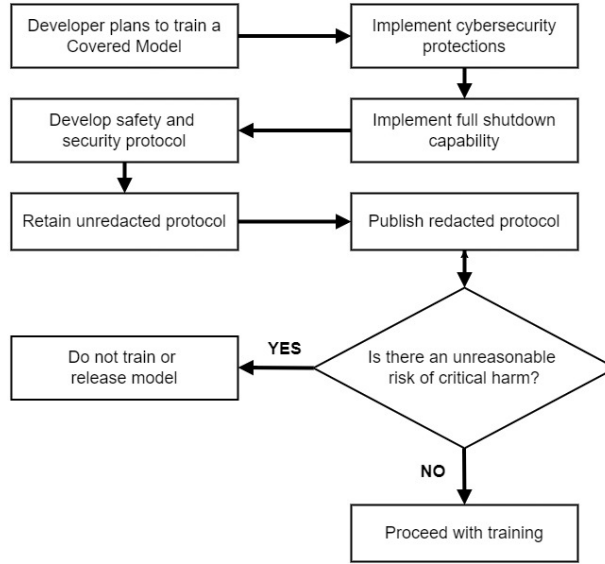 Developer plans to train a
Covered Model
Implement cybersecurity
protections
Develop safety and
security protocol
Implement full shutdown
capability
Retain unredacted protocol
Publish redacted protocol
Do not train or
release model
YES
Is there an unreasonable
risk of critical harm?
NO
Proceed with training